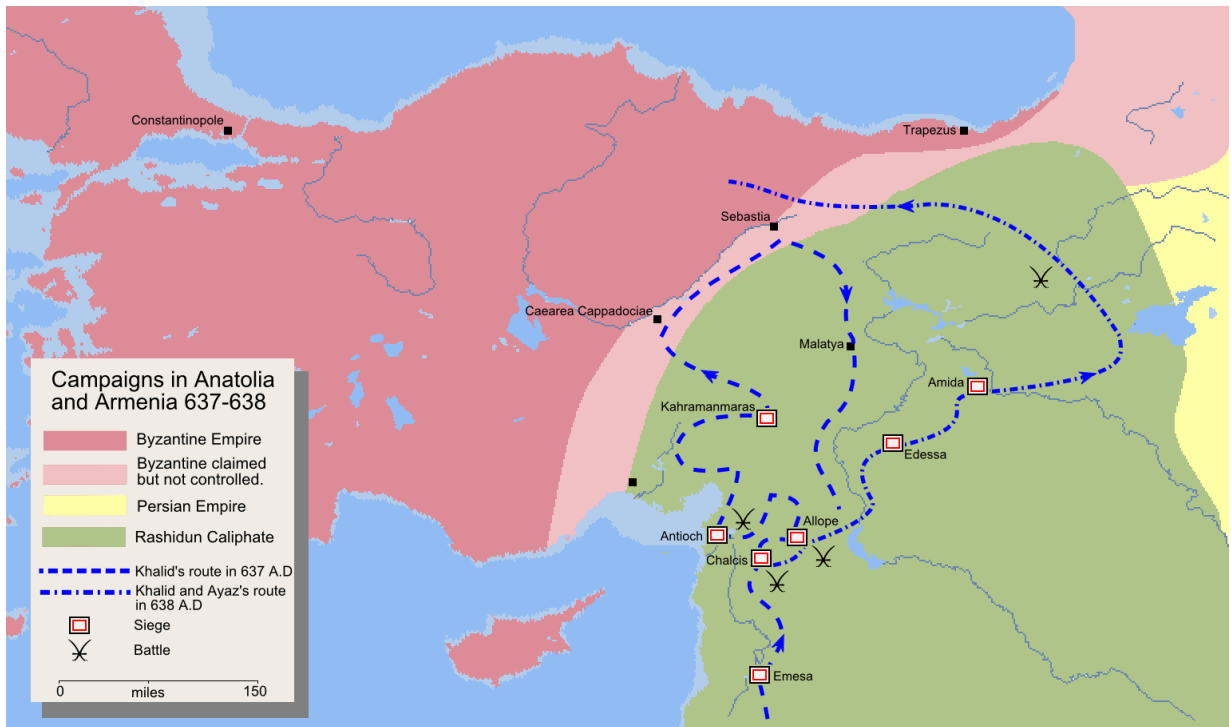 Constantinopole
Trapezus
Sebastia
Caearea Cappadociae
Malatya
Amida
Kahramanmaras
Edessa
Antioch
Allope
Chalcis
Emesa
Campaigns in Anatolia
and Armenia 637-638
Byzantine Empire
Byzantine claimed
but not controlled.
Persian Empire
Rashidun Caliphate
Khalid's route in 637 A.D
Khalid and Ayaz's route
in 638 A.D
Siege
Battle
0 miles 150